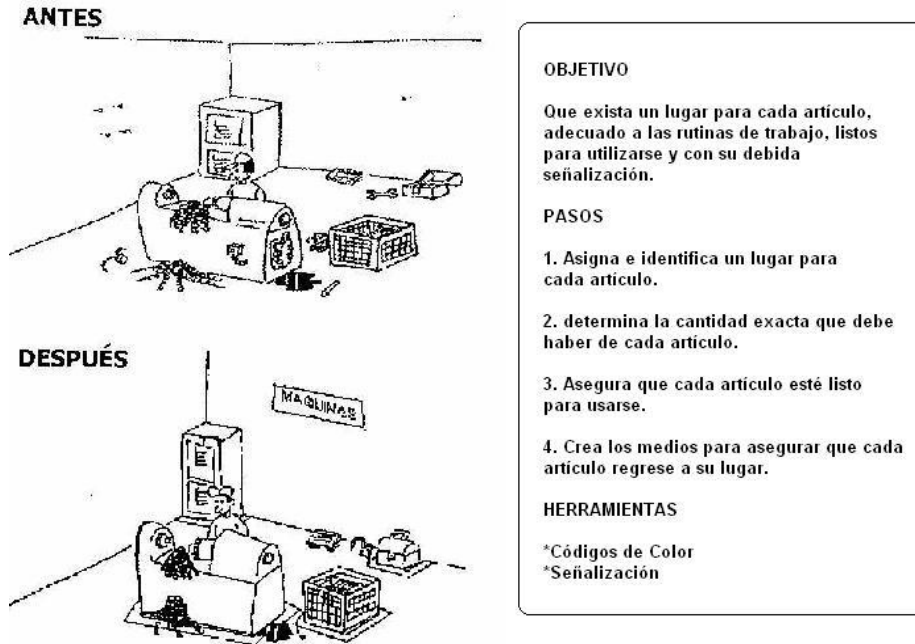 ANTES
DESPUÉS
MAQUINAS
OBJETIVO
Que exista un lugar para cada artículo,
adecuado a las rutinas de trabajo, listos
para utilizarse y con su debida
señalización.
PASOS
1. Asigna e identifica un lugar para
cada artículo.
2. determina la cantidad exacta que debe
haber de cada artículo.
3. Asegura que cada artículo esté listo
para usarse.
4. Crea los medios para asegurar que cada
artículo regrese a su lugar.
HERRAMIENTAS
*Códigos de Color
*Señalización